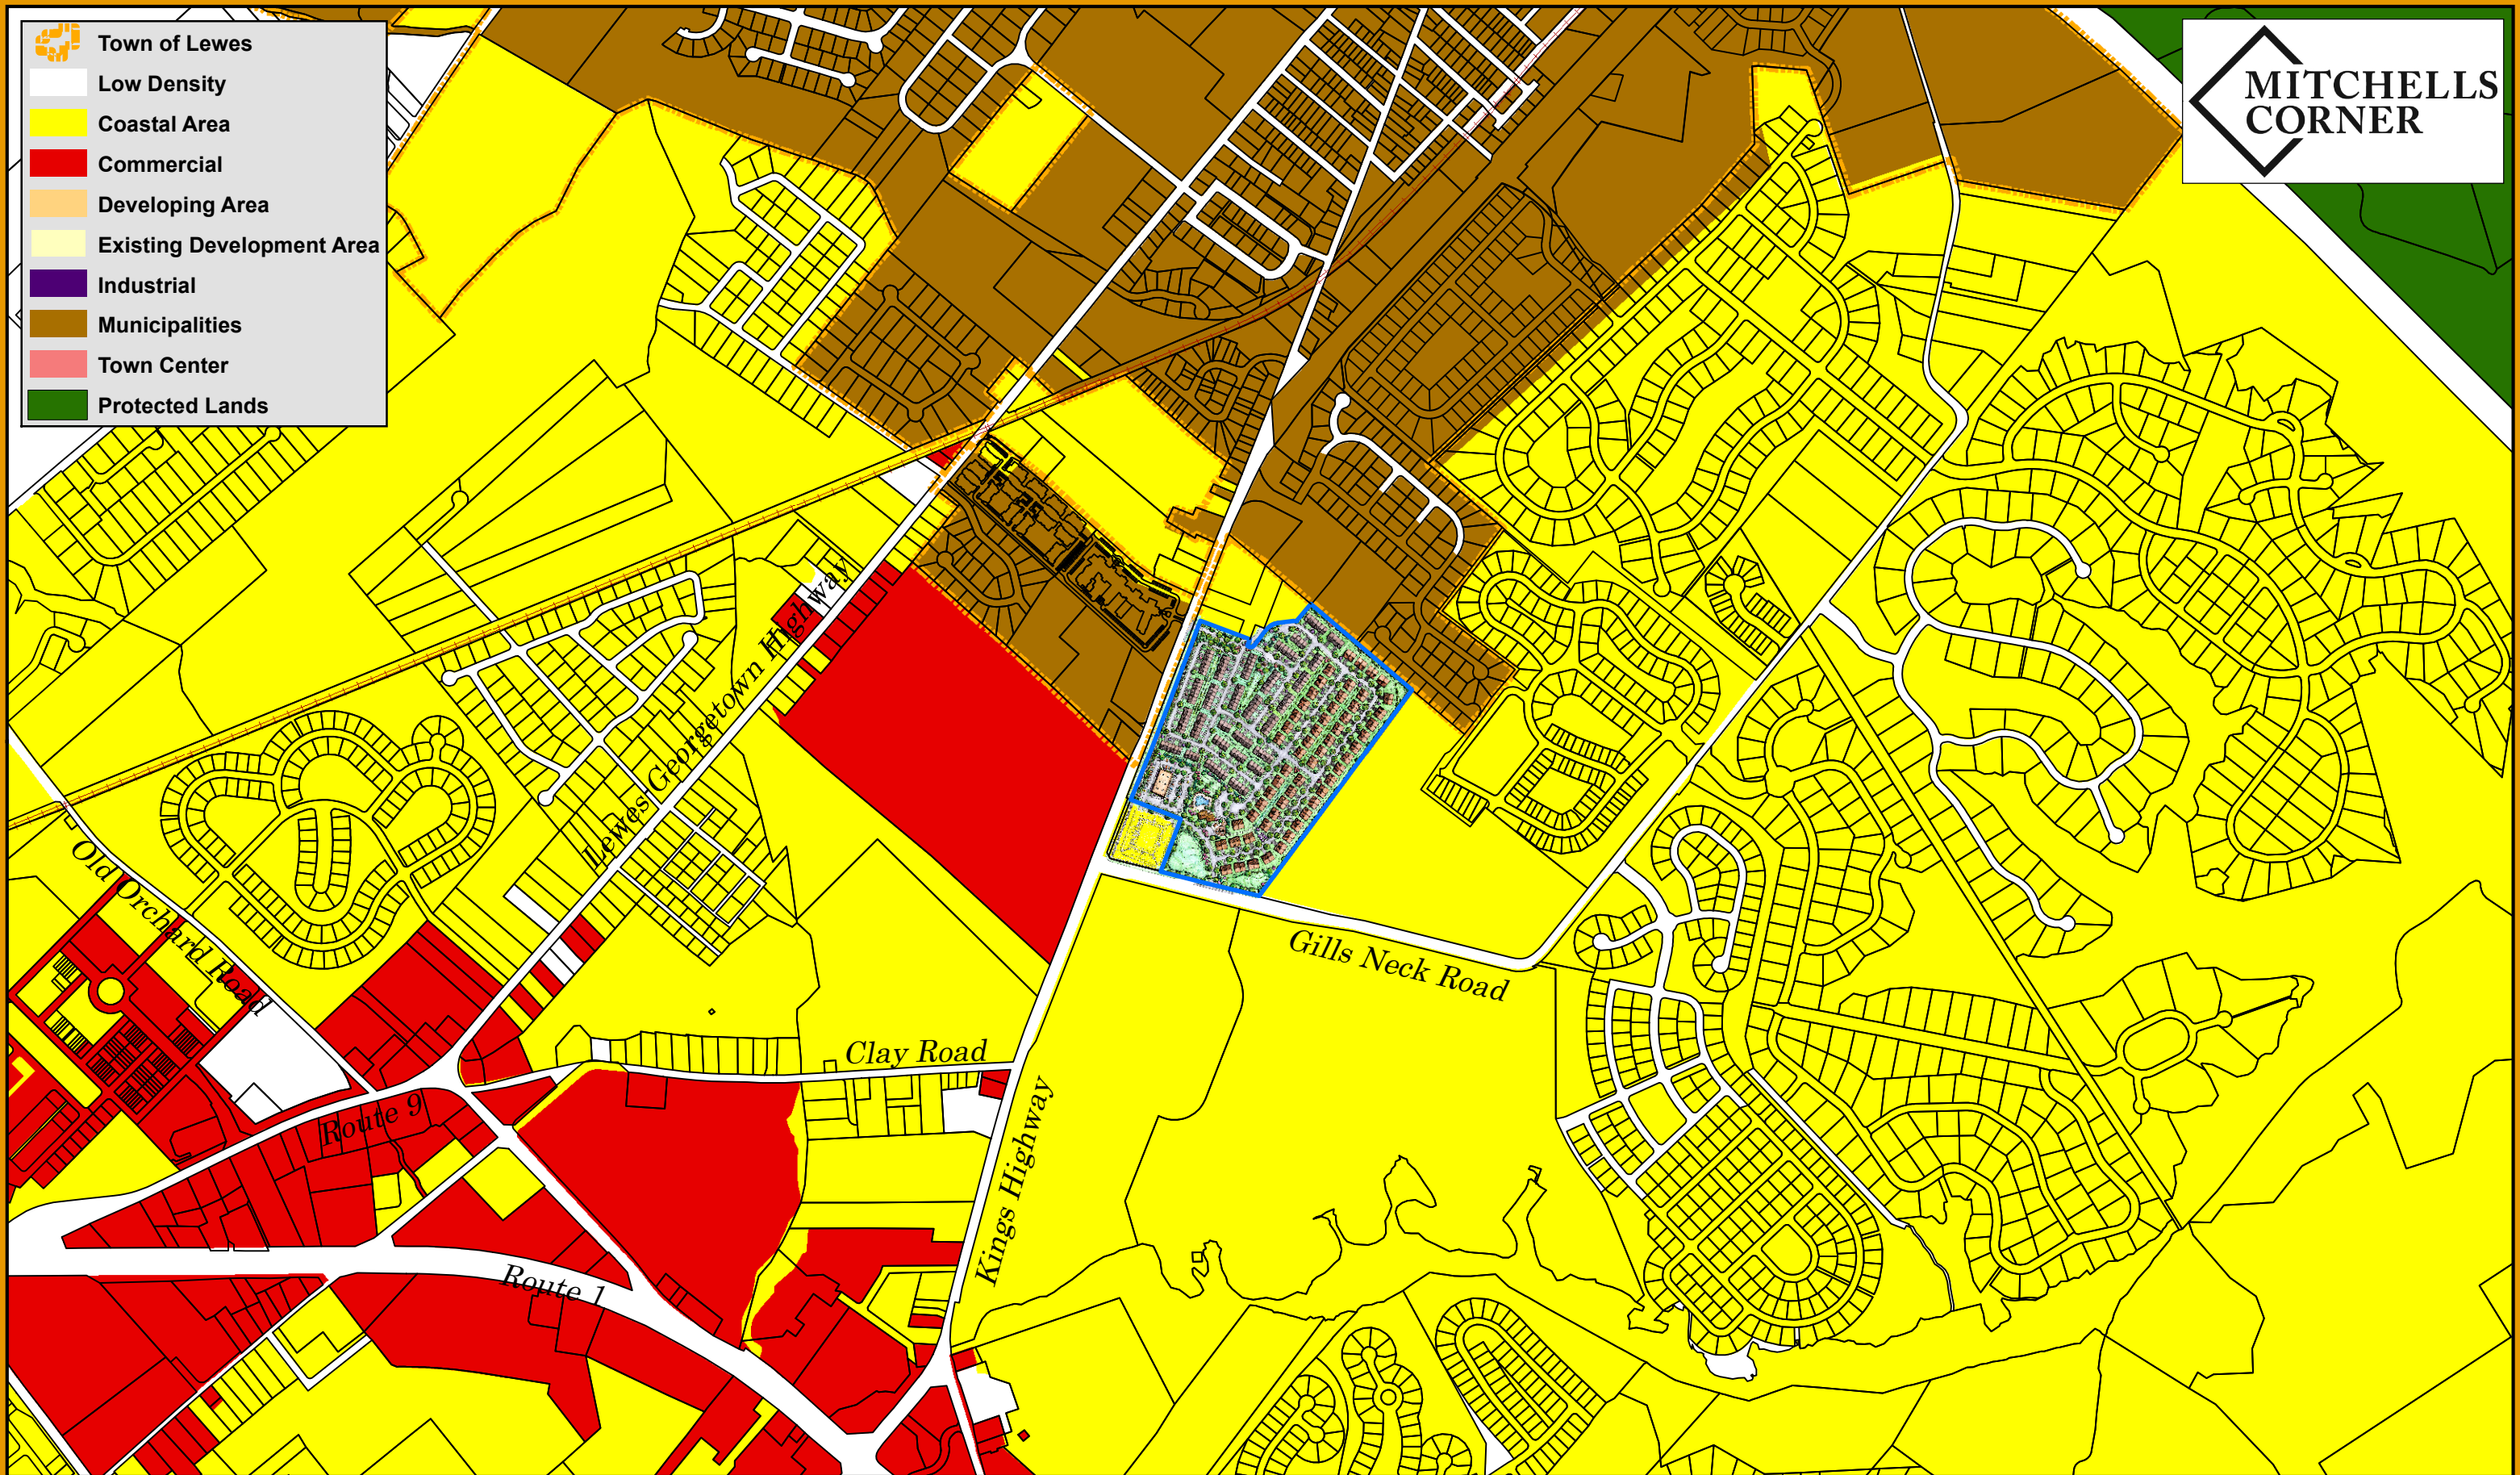 Town of Lewes
Low Density
Coastal Area
Commercial
Developing Area
Existing Development Area
Industrial
Municipalities
Town Center
Protected Lands
MITCHELLS
CORNER
Lewes Georgetown Highway
Old Orchard Road
Gills Neck Road
Clay Road
Route 9
Kings Highway
Route 1